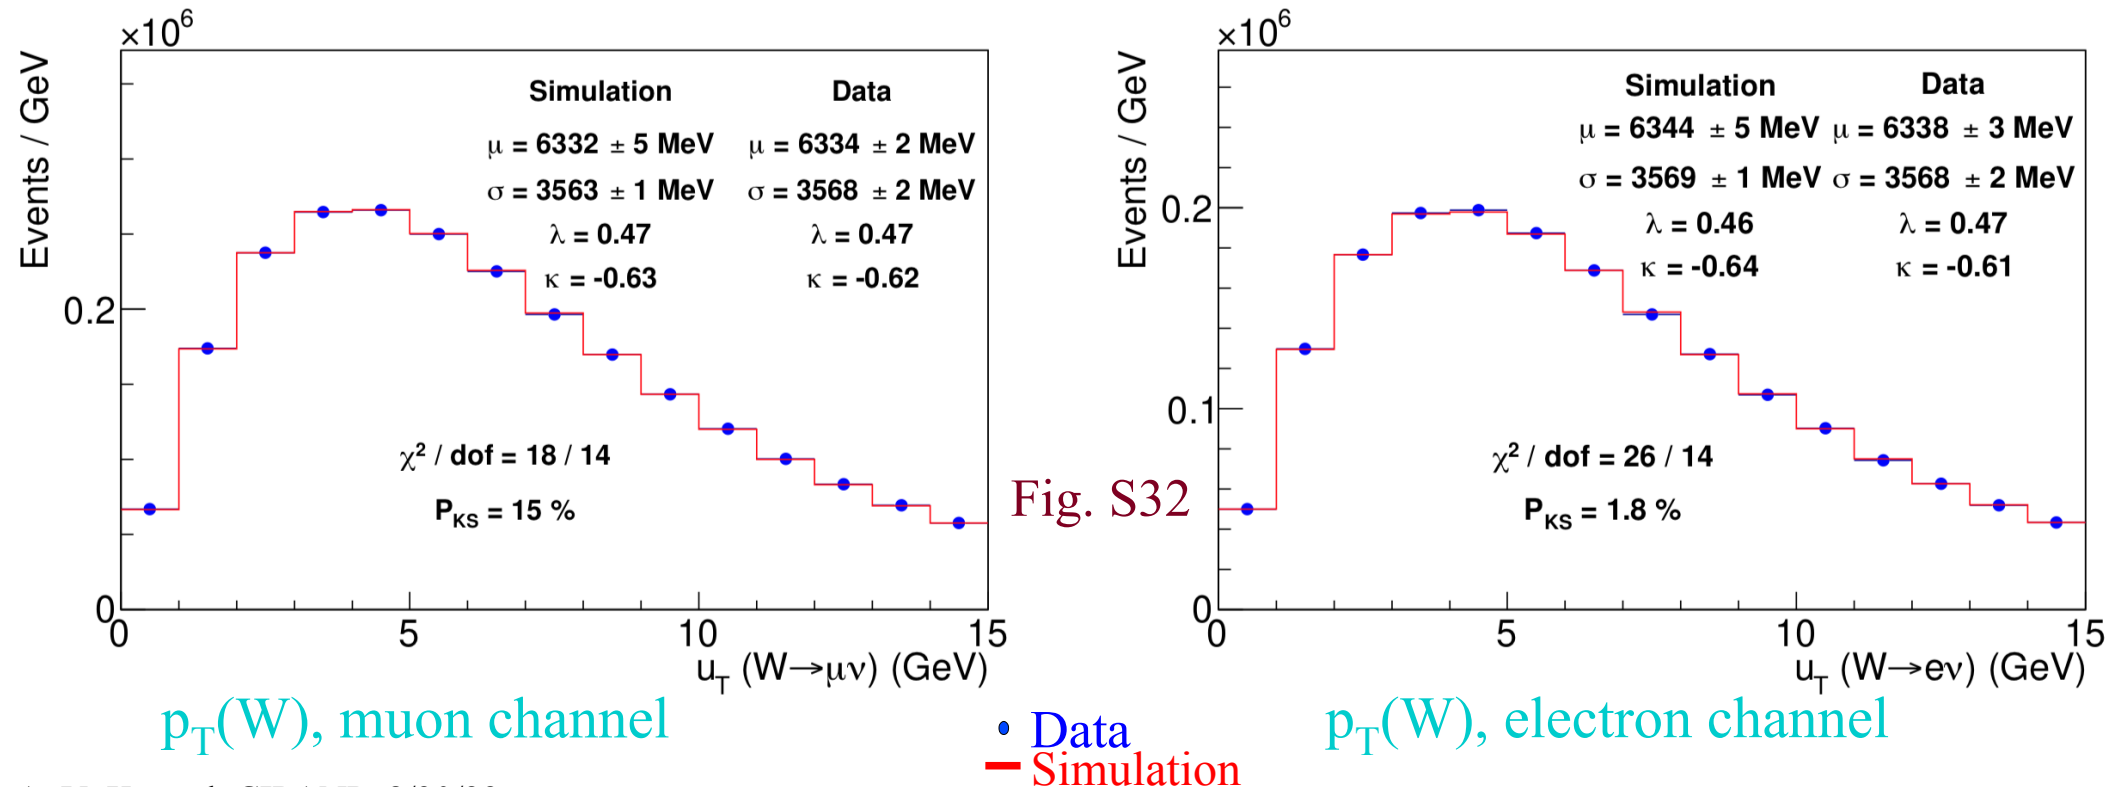 ×10⁶
Events / GeV
Simulation Data
μ = 6332 ± 5 MeV μ = 6334 ± 2 MeV
σ = 3563 ± 1 MeV σ = 3568 ± 2 MeV
λ = 0.47 λ = 0.47
κ = -0.63 κ = -0.62
0.2
χ² / dof = 18 / 14
P_KS = 15 %
0
0 5 10 15
u_T (W→μν) (GeV)
p_T(W), muon channel
Fig. S32
×10⁶
Events / GeV
Simulation Data
μ = 6344 ± 5 MeV μ = 6338 ± 3 MeV
σ = 3569 ± 1 MeV σ = 3568 ± 2 MeV
λ = 0.46 λ = 0.47
κ = -0.64 κ = -0.61
0.2
0.1
χ² / dof = 26 / 14
P_KS = 1.8 %
0
0 5 10 15
u_T (W→eν) (GeV)
p_T(W), electron channel
Data
Simulation